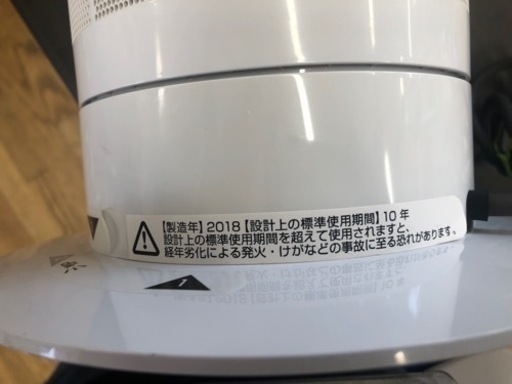 【製造年】2018【設計上の標準使用期間】10年
設計上の標準使用期間を超えて使用されますと、
経年劣化による発火・けがなどの事故に至る恐れがあります。